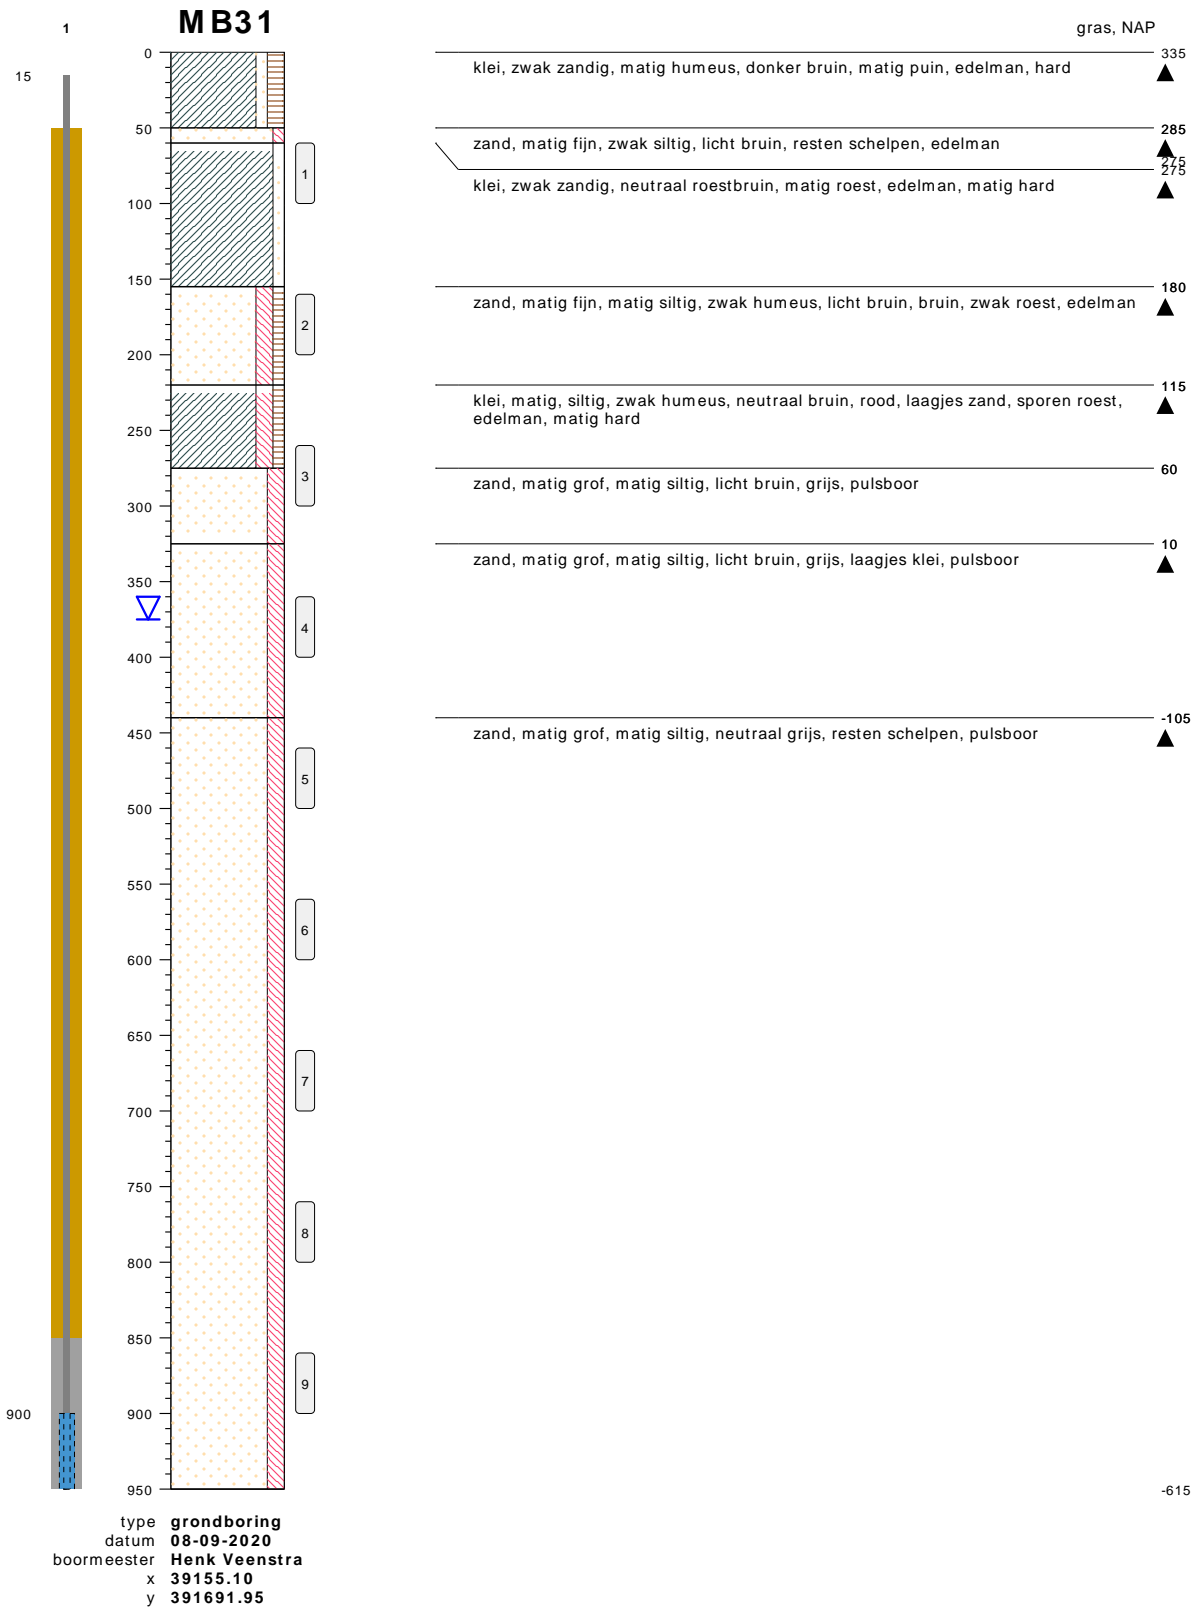 1
MB31
gras, NAP
0
335
klei, zwak zandig, matig humeus, donker bruin, matig puin, edelman, hard
15
50
285
zand, matig fijn, zwak siltig, licht bruin, resten schelpen, edelman
275
275
1
klei, zwak zandig, neutraal roestbruin, matig roest, edelman, matig hard
100
150
180
zand, matig fijn, matig siltig, zwak humeus, licht bruin, bruin, zwak roest, edelman
2
200
115
klei, matig, siltig, zwak humeus, neutraal bruin, rood, laagjes zand, sporen roest,
edelman, matig hard
250
60
3
zand, matig grof, matig siltig, licht bruin, grijs, pulsboor
300
10
zand, matig grof, matig siltig, licht bruin, grijs, laagjes klei, pulsboor
350
4
400
-105
450
zand, matig grof, matig siltig, neutraal grijs, resten schelpen, pulsboor
5
500
550
6
600
650
7
700
750
8
800
850
9
900
900
950
-615
type grondboring
datum 08-09-2020
boormeester Henk Veenstra
x 39155.10
y 391691.95